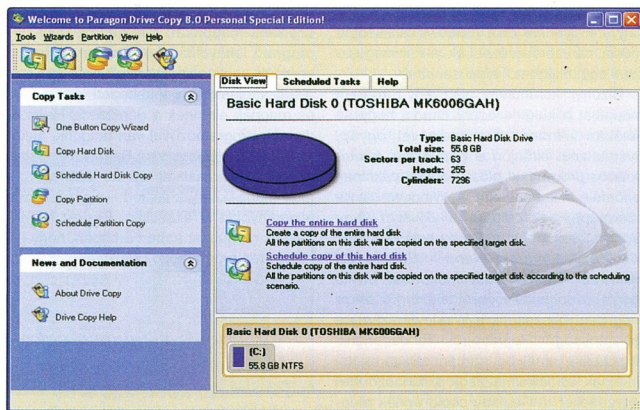 Welcome to Paragon Drive Copy 8.0 Personal Special Edition!
Tools Wizards Partition View Help
Copy Tasks
One Button Copy Wizard
Copy Hard Disk
Schedule Hard Disk Copy
Copy Partition
Schedule Partition Copy
News and Documentation
About Drive Copy
Drive Copy Help
Disk View Scheduled Tasks Help
Basic Hard Disk 0 (TOSHIBA MK6006GAH)
Type: Basic Hard Disk Drive
Total size: 55.8 GB
Sectors per track: 63
Heads: 255
Cylinders: 7296
Copy the entire hard disk
Create a copy of the entire hard disk
All the partitions on this disk will be copied on the specified target disk.
Schedule copy of this hard disk
Schedule copy of the entire hard disk.
All the partitions on this disk will be copied on the specified target disk according to the scheduling
scenario.
Basic Hard Disk 0 (TOSHIBA MK6006GAH)
(C:)
55.8 GB NTFS